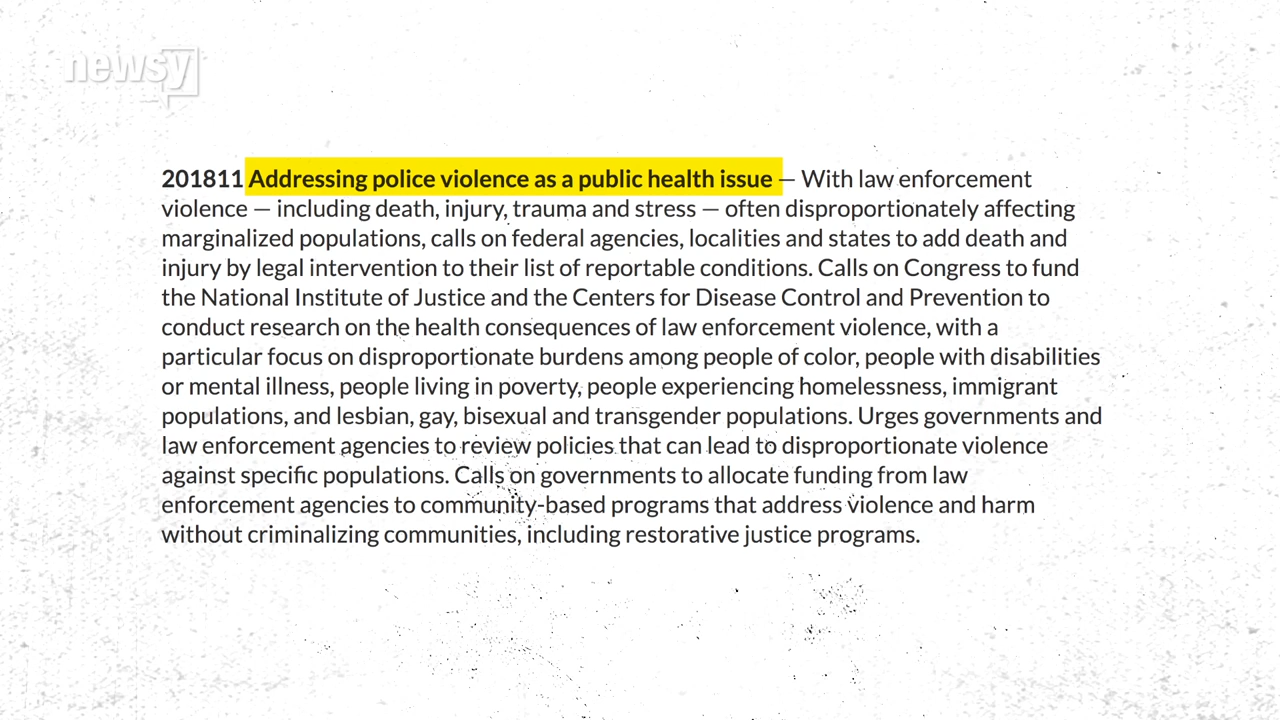 newsy
201811 Addressing police violence as a public health issue — With law enforcement
violence — including death, injury, trauma and stress — often disproportionately affecting
marginalized populations, calls on federal agencies, localities and states to add death and
injury by legal intervention to their list of reportable conditions. Calls on Congress to fund
the National Institute of Justice and the Centers for Disease Control and Prevention to
conduct research on the health consequences of law enforcement violence, with a
particular focus on disproportionate burdens among people of color, people with disabilities
or mental illness, people living in poverty, people experiencing homelessness, immigrant
populations, and lesbian, gay, bisexual and transgender populations. Urges governments and
law enforcement agencies to review policies that can lead to disproportionate violence
against specific populations. Calls on governments to allocate funding from law
enforcement agencies to community-based programs that address violence and harm
without criminalizing communities, including restorative justice programs.